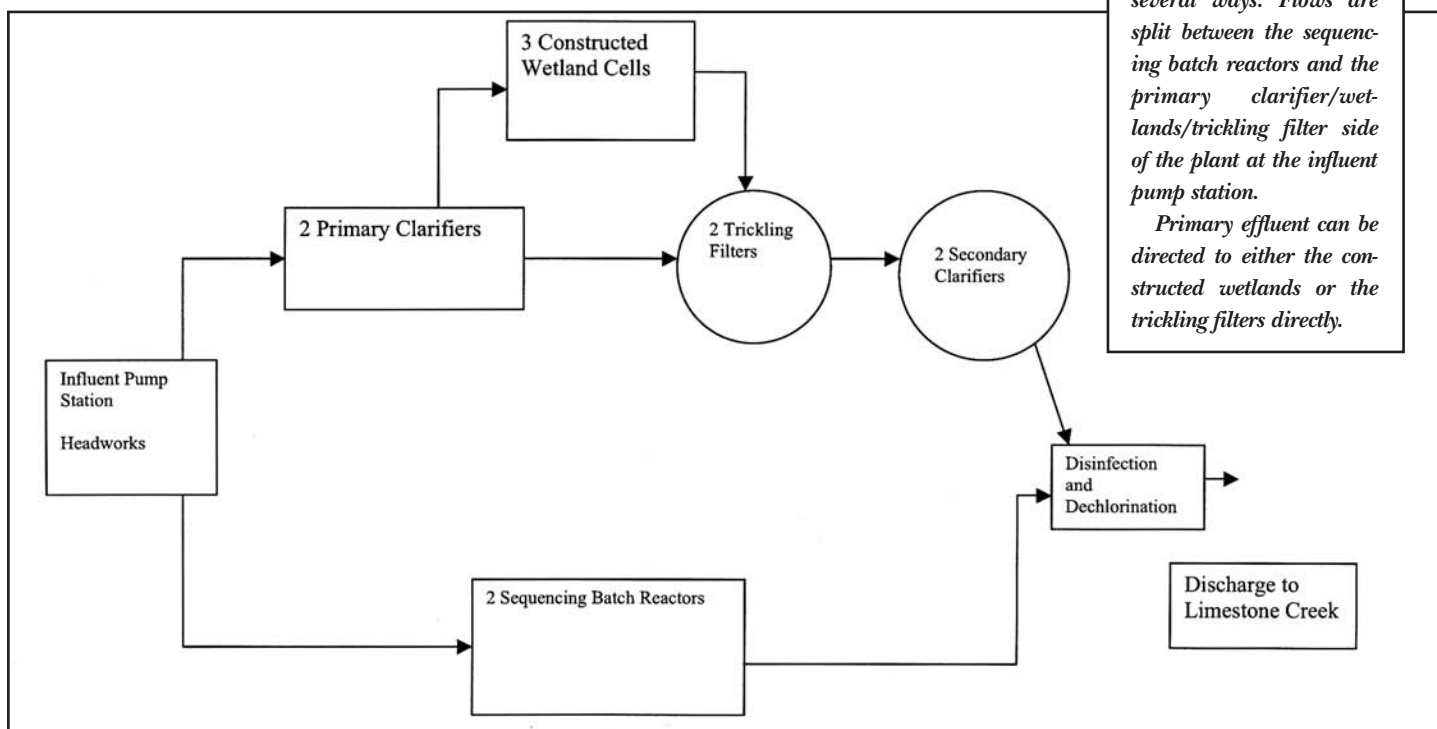 several ways. Flows are
split between the sequenc-
ing batch reactors and the
primary clarifier/wet-
lands/trickling filter side
of the plant at the influent
pump station.
Primary effluent can be
directed to either the con-
structed wetlands or the
trickling filters directly.
3 Constructed
Wetland Cells
2 Primary Clarifiers
2 Trickling
Filters
2 Secondary
Clarifiers
Influent Pump
Station
Headworks
Disinfection
and
Dechlorination
2 Sequencing Batch Reactors
Discharge to
Limestone Creek